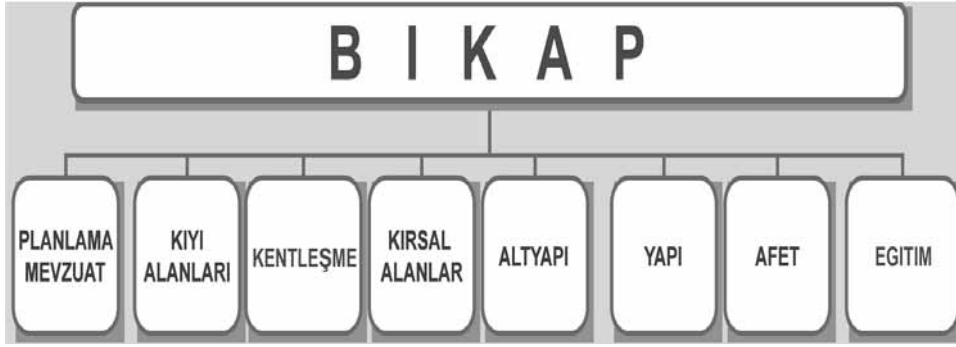 B I K A P
PLANLAMA
MEVZUAT
KIYI
ALANLARI
KENTLEŞME
KIRSAL
ALANLAR
ALTYAPI
YAPI
AFET
EGITIM